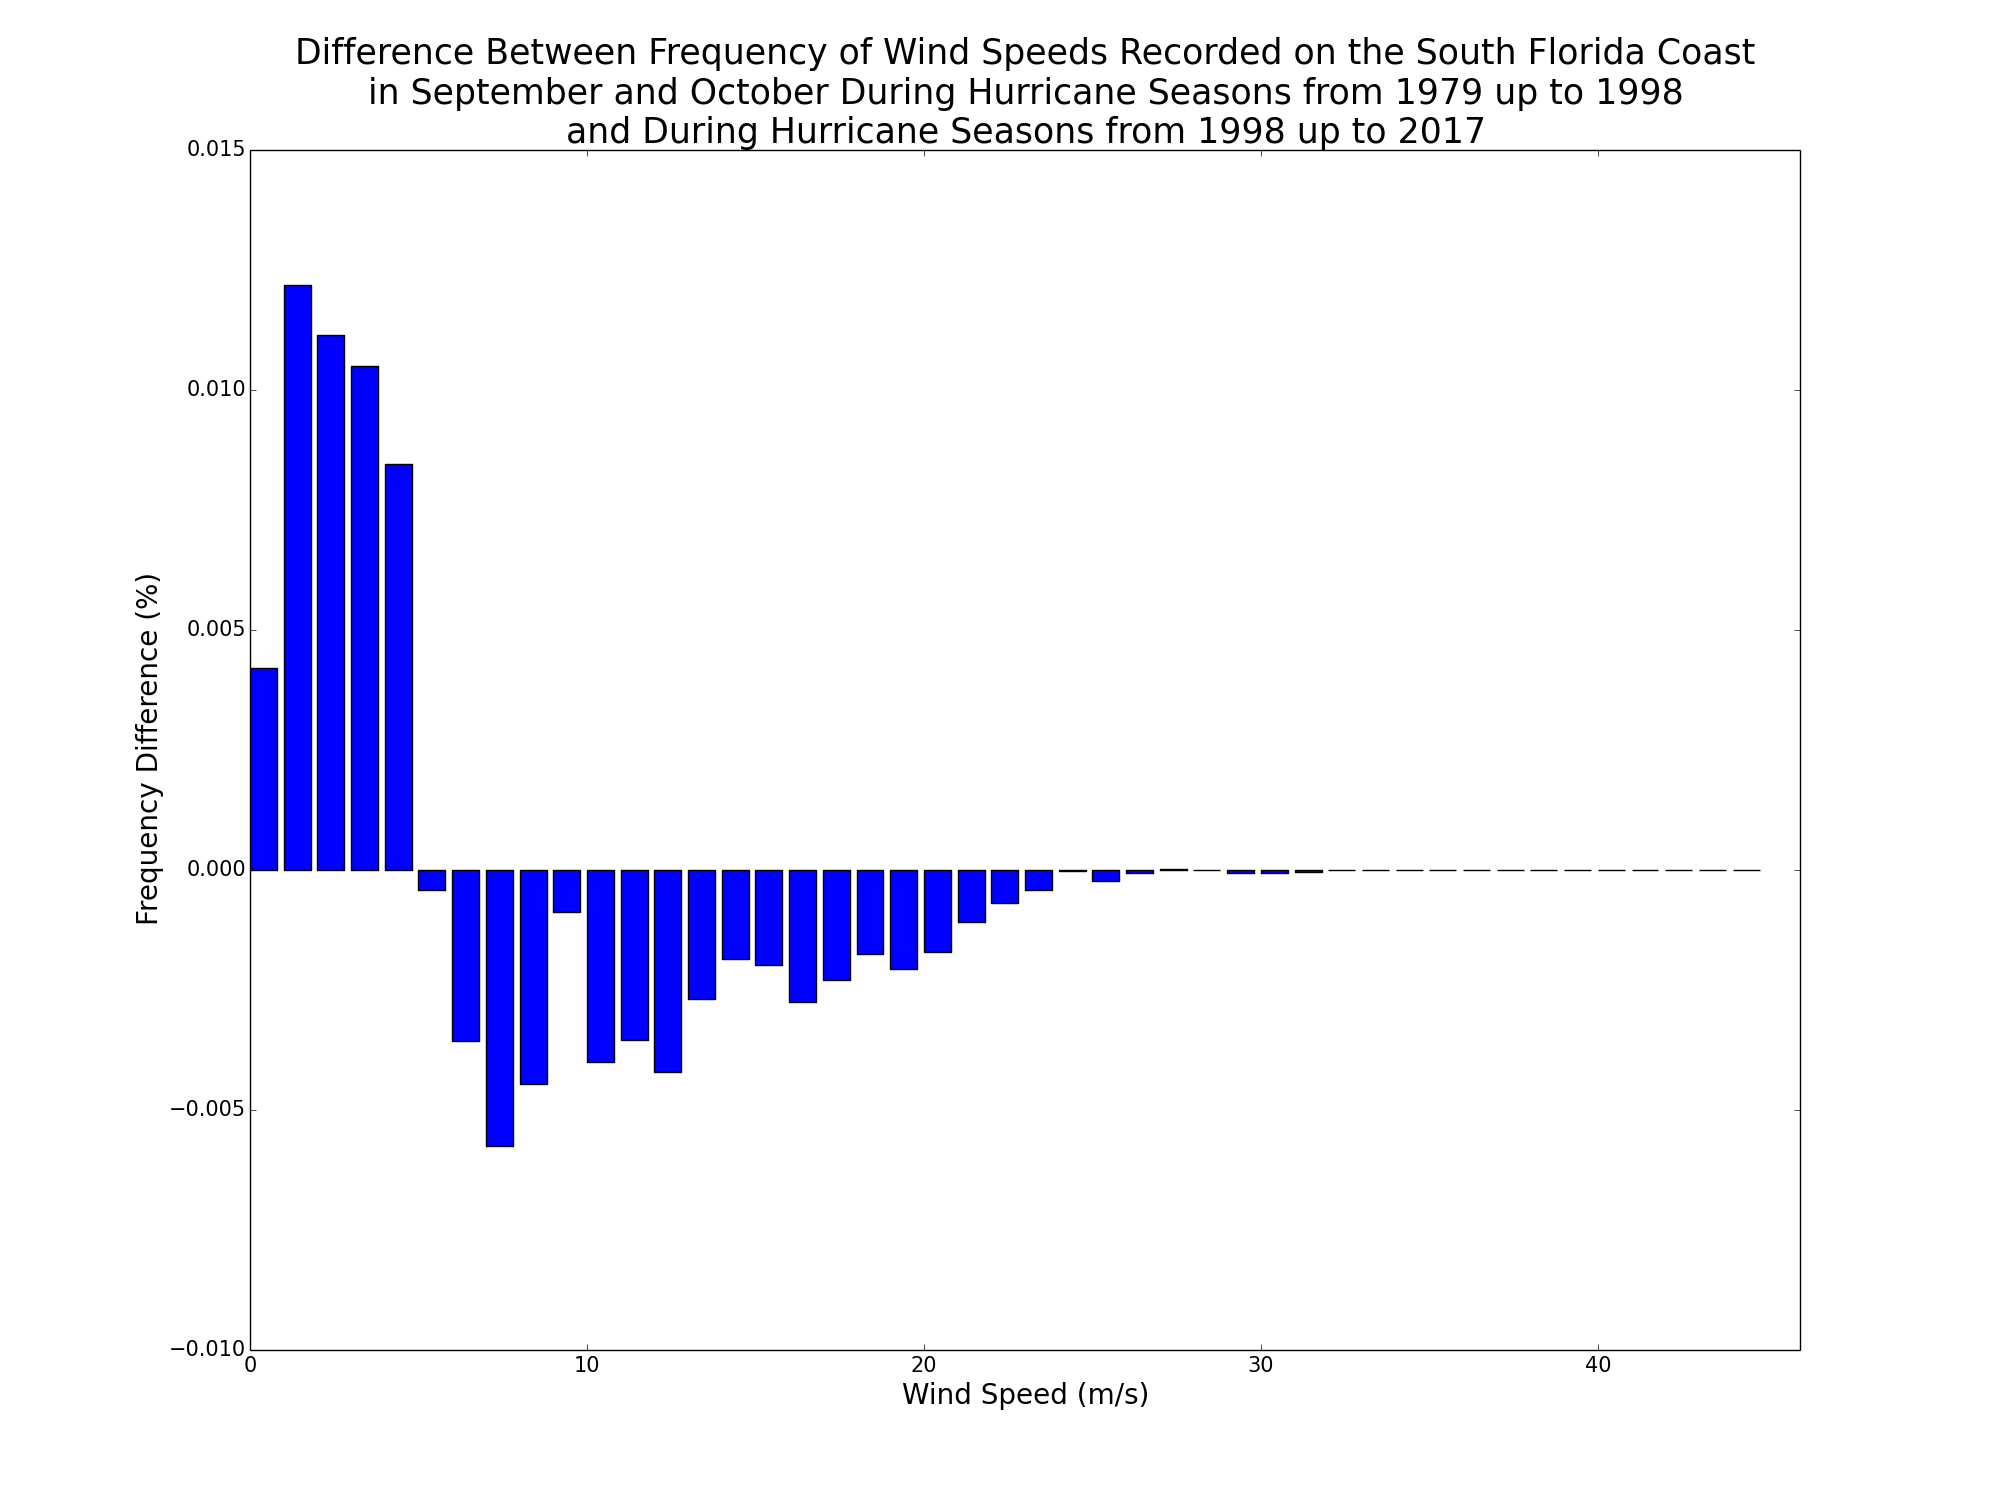 Difference Between Frequency of Wind Speeds Recorded on the South Florida Coast
in September and October During Hurricane Seasons from 1979 up to 1998
and During Hurricane Seasons from 1998 up to 2017
0.015
0.010
0.005
0.000
−0.005
−0.010
Frequency Difference (%)
0 10 20 30 40
Wind Speed (m/s)